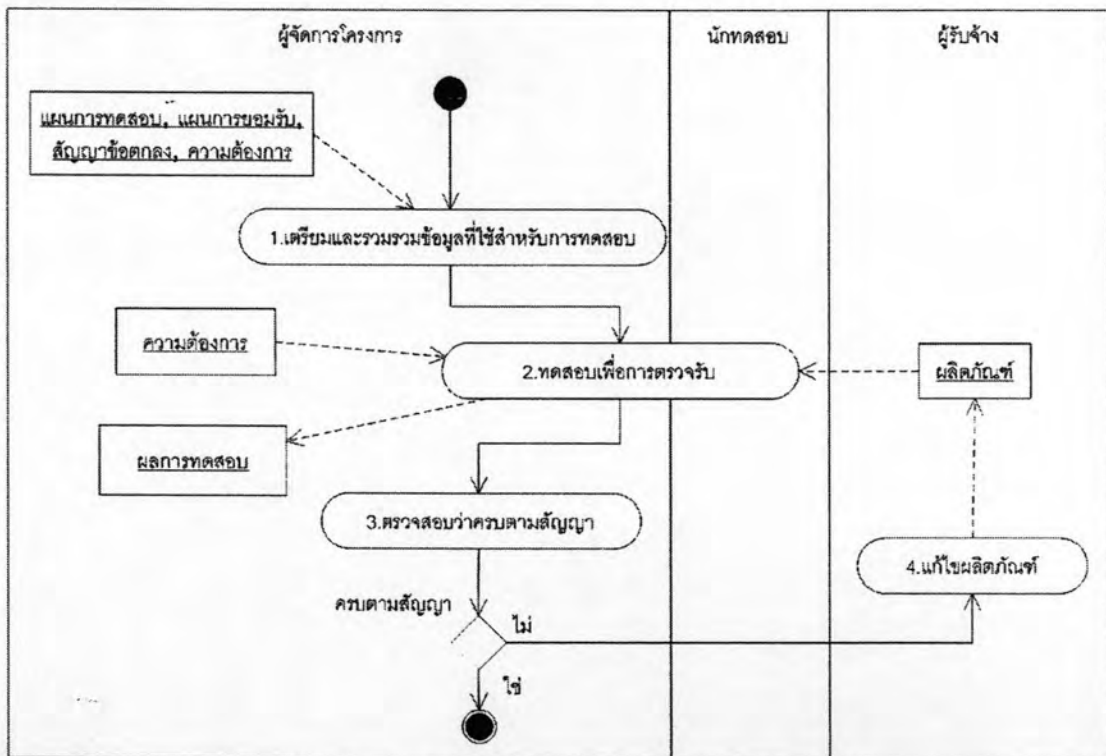 ผู้จัดการโครงการ
นักทดสอบ
ผู้รับจ้าง
แผนการทดสอบ, แผนการยอมรับ,
สัญญาข้อตกลง, ความต้องการ
1.เตรียมและรวมรวมข้อมูลที่ใช้สำหรับการทดสอบ
ความต้องการ
2.ทดสอบเพื่อการตรวจรับ
ผลิตภัณฑ์
ผลการทดสอบ
3.ตรวจสอบว่าครบตามสัญญา
4.แก้ไขผลิตภัณฑ์
ครบตามสัญญา
ไม่
ใช่